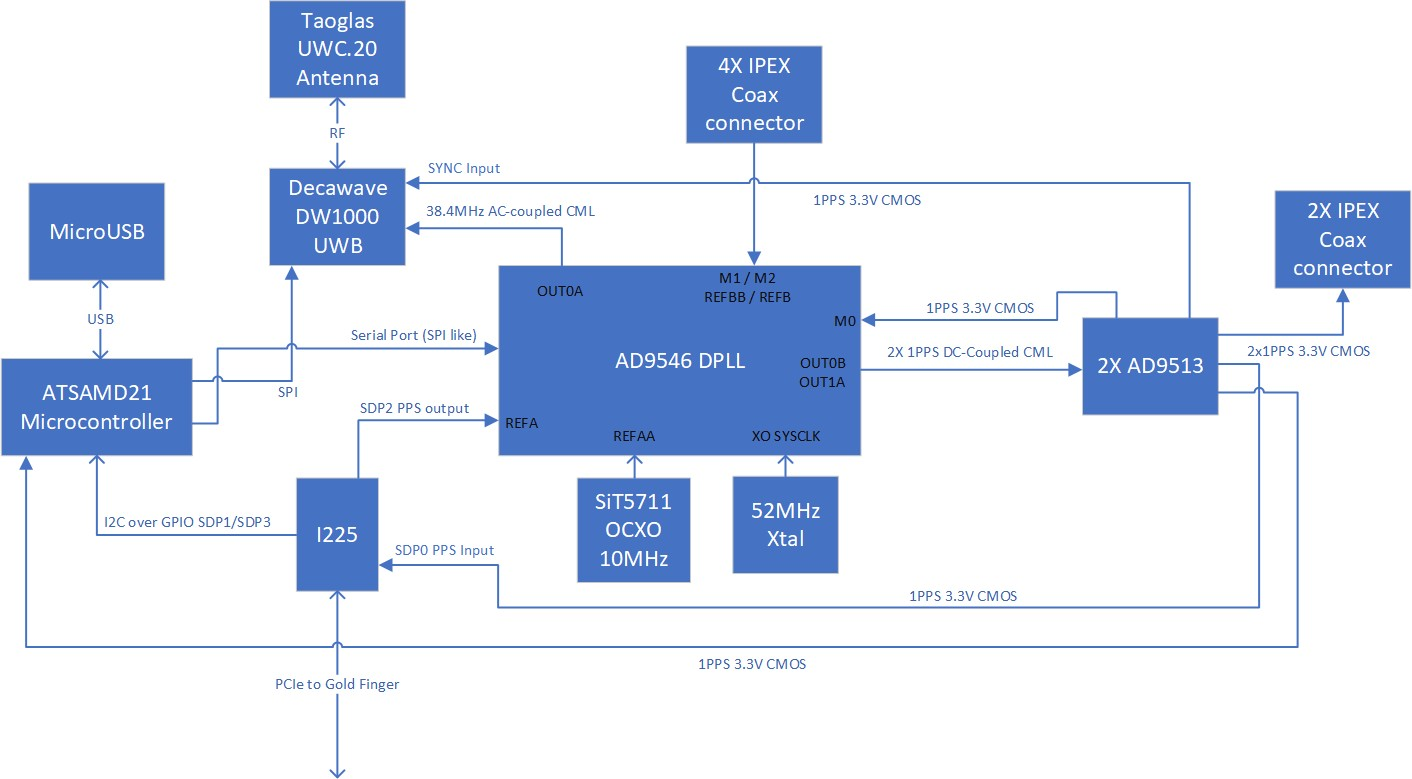 Taoglas
UWC.20
Antenna
4X IPEX
Coax
connector
RF
SYNC Input
Decawave
DW1000
UWB
1PPS 3.3V CMOS
38.4MHz AC-coupled CML
MicroUSB
2X IPEX
Coax
connector
USB
OUT0A
M1 / M2
REFBB / REFB
M0
1PPS 3.3V CMOS
Serial Port (SPI like)
AD9546 DPLL
OUT0B
OUT1A
2X 1PPS DC-Coupled CML
2X AD9513
2x1PPS 3.3V CMOS
ATSAMD21
Microcontroller
SPI
SDP2 PPS output
REFA
REFAA
XO SYSCLK
I2C over GPIO SDP1/SDP3
I225
SiT5711
OCXO
10MHz
52MHz
Xtal
SDP0 PPS Input
1PPS 3.3V CMOS
1PPS 3.3V CMOS
PCIe to Gold Finger